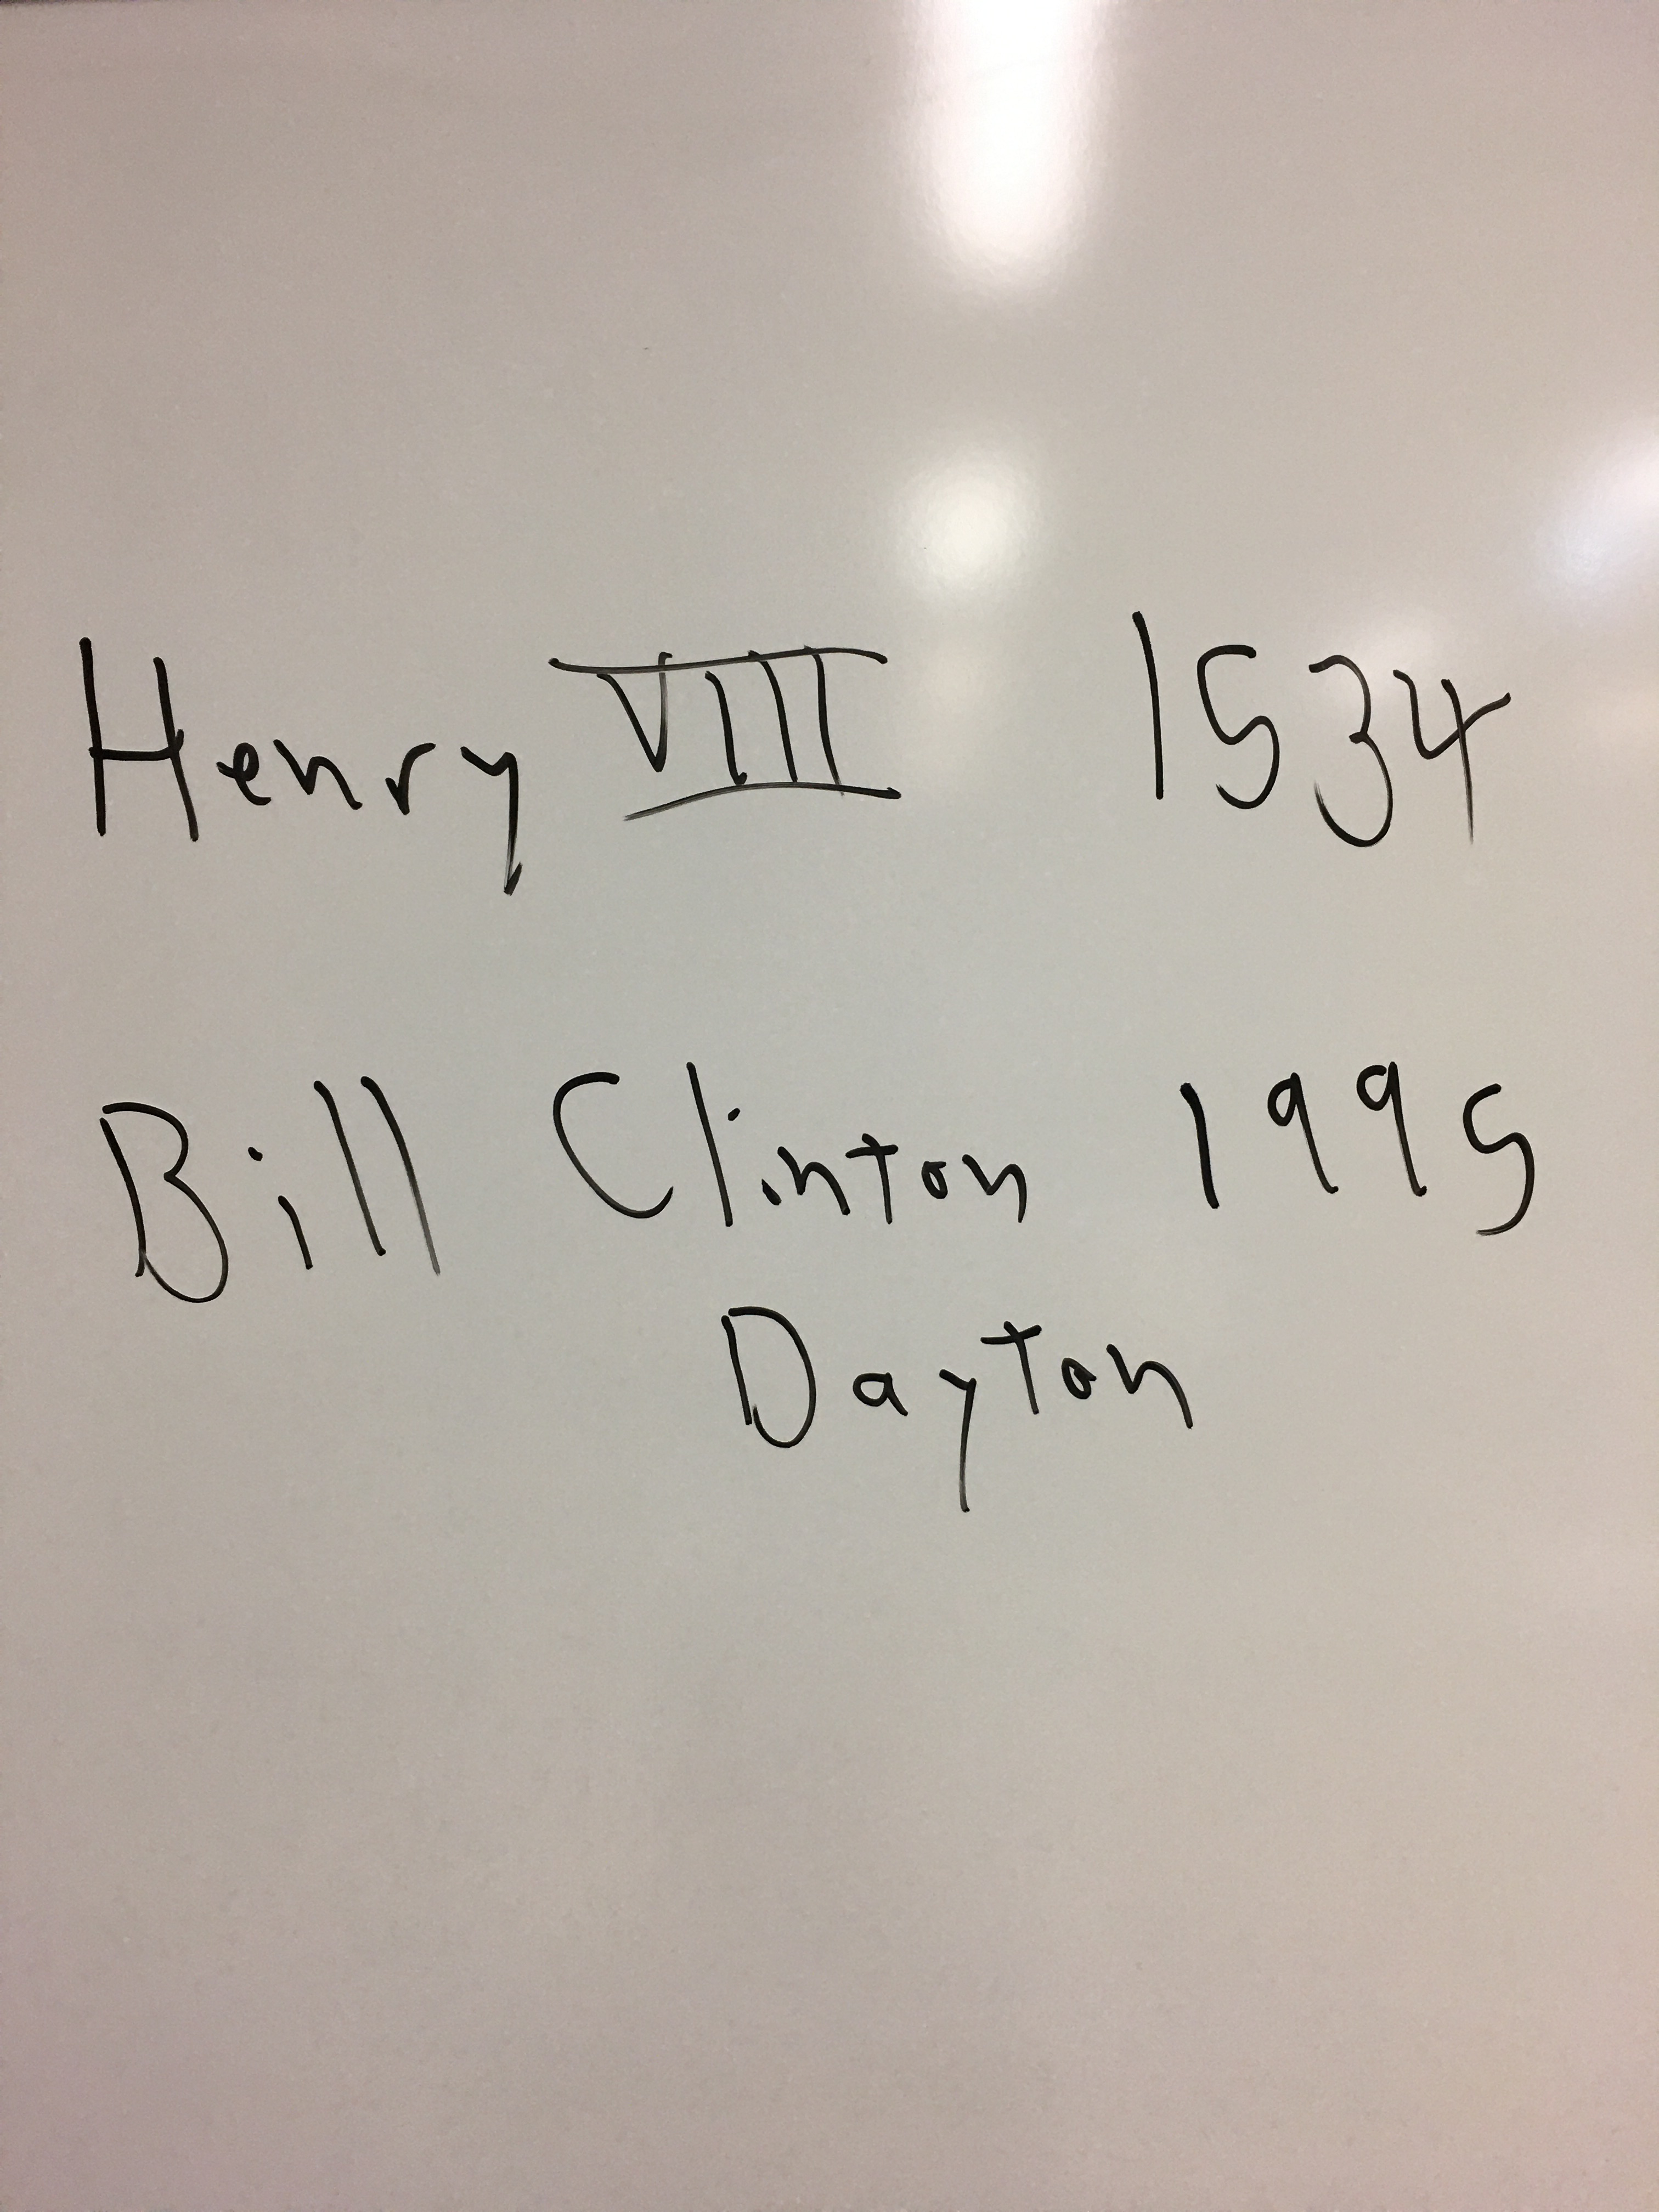 Henry VIII 1534
Bill Clinton 1995
Dayton